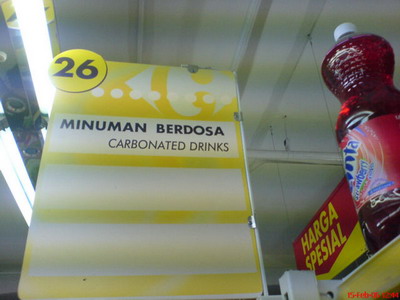 26
MINUMAN BERDOSA
CARBONATED DRINKS
HARGA
SPESIAL